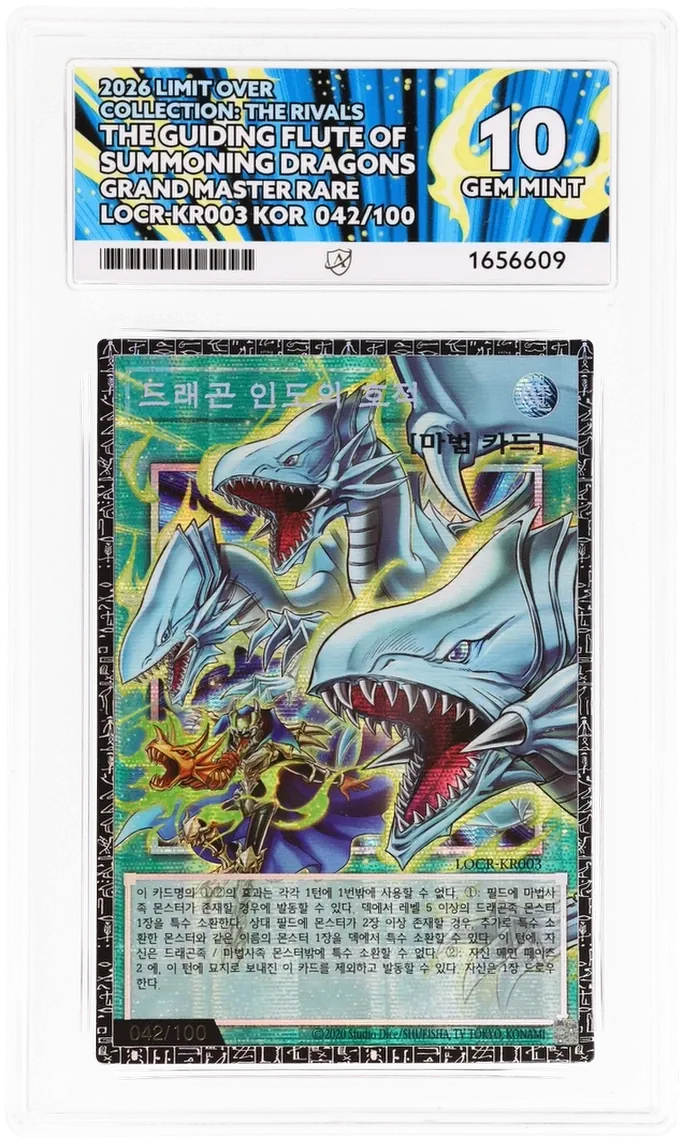 2026 LIMIT OVER
COLLECTION: THE RIVALS
THE GUIDING FLUTE OF
SUMMONING DRAGONS
GRAND MASTER RARE
LOCR-KR003 KOR 042/100
10
GEM MINT
1656609
드래곤 인도의 호적
[마법 카드]
LOCR-KR003
이 카드명의 ①②의 효과는 각각 1턴에 1번밖에 사용할 수 없다. ①: 필드에 마법사
족 몬스터가 존재할 경우에 발동할 수 있다. 덱에서 레벨 5 이상의 드래곤족 몬스터
1장을 특수 소환한다. 상대 필드에 몬스터가 2장 이상 존재할 경우, 추가로 특수 소
환한 몬스터와 같은 이름의 몬스터 1장을 덱에서 특수 소환할 수 있다. 이 턴에, 자
신은 드래곤족 / 마법사족 몬스터밖에 특수 소환할 수 없다. ②: 자신 메인 페이즈
2 에, 이 턴에 묘지로 보내진 이 카드를 제외하고 발동할 수 있다. 자신은 1장 드로우
한다.
042/100
©2020 Studio Dice/SHUEISHA, TV TOKYO, KONAMI